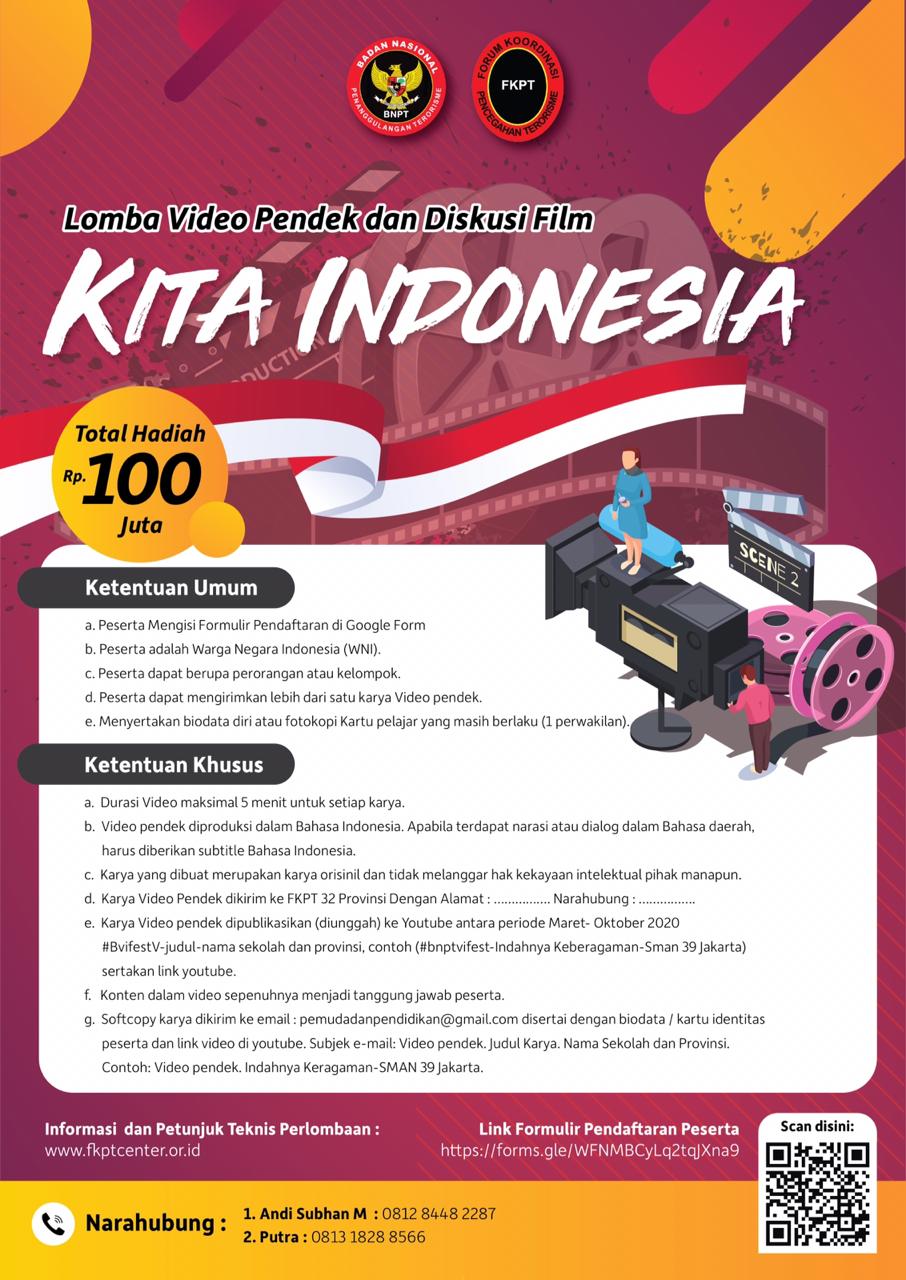 BADAN NASIONAL
PENANGGULANGAN TERORISME
BNPT
FORUM KOORDINASI
FKPT
PENCEGAHAN TERORISME
Lomba Video Pendek dan Diskusi Film
KITA INDONESIA
Total Hadiah
Rp. 100
Juta
SCENE 2
Ketentuan Umum
a. Peserta Mengisi Formulir Pendaftaran di Google Form
b. Peserta adalah Warga Negara Indonesia (WNI).
c. Peserta dapat berupa perorangan atau kelompok.
d. Peserta dapat mengirimkan lebih dari satu karya Video pendek.
e. Menyertakan biodata diri atau fotokopi Kartu pelajar yang masih berlaku (1 perwakilan).
Ketentuan Khusus
a. Durasi Video maksimal 5 menit untuk setiap karya.
b. Video pendek diproduksi dalam Bahasa Indonesia. Apabila terdapat narasi atau dialog dalam Bahasa daerah,
harus diberikan subtitle Bahasa Indonesia.
c. Karya yang dibuat merupakan karya orisinil dan tidak melanggar hak kekayaan intelektual pihak manapun.
d. Karya Video Pendek dikirim ke FKPT 32 Provinsi Dengan Alamat : ............... Narahubung : ...............
e. Karya Video pendek dipublikasikan (diunggah) ke Youtube antara periode Maret- Oktober 2020
#BvifestV-judul-nama sekolah dan provinsi, contoh (#bnptvifest-Indahnya Keberagaman-Sman 39 Jakarta)
sertakan link youtube.
f. Konten dalam video sepenuhnya menjadi tanggung jawab peserta.
g. Softcopy karya dikirim ke email : pemudadanpendidikan@gmail.com disertai dengan biodata / kartu identitas
peserta dan link video di youtube. Subjek e-mail: Video pendek. Judul Karya. Nama Sekolah dan Provinsi.
Contoh: Video pendek. Indahnya Keragaman-SMAN 39 Jakarta.
Informasi dan Petunjuk Teknis Perlombaan :
www.fkptcenter.or.id
Link Formulir Pendaftaran Peserta
https://forms.gle/WFNMBCyLq2tqJXna9
Scan disini:
Narahubung :
1. Andi Subhan M : 0812 8448 2287
2. Putra : 0813 1828 8566